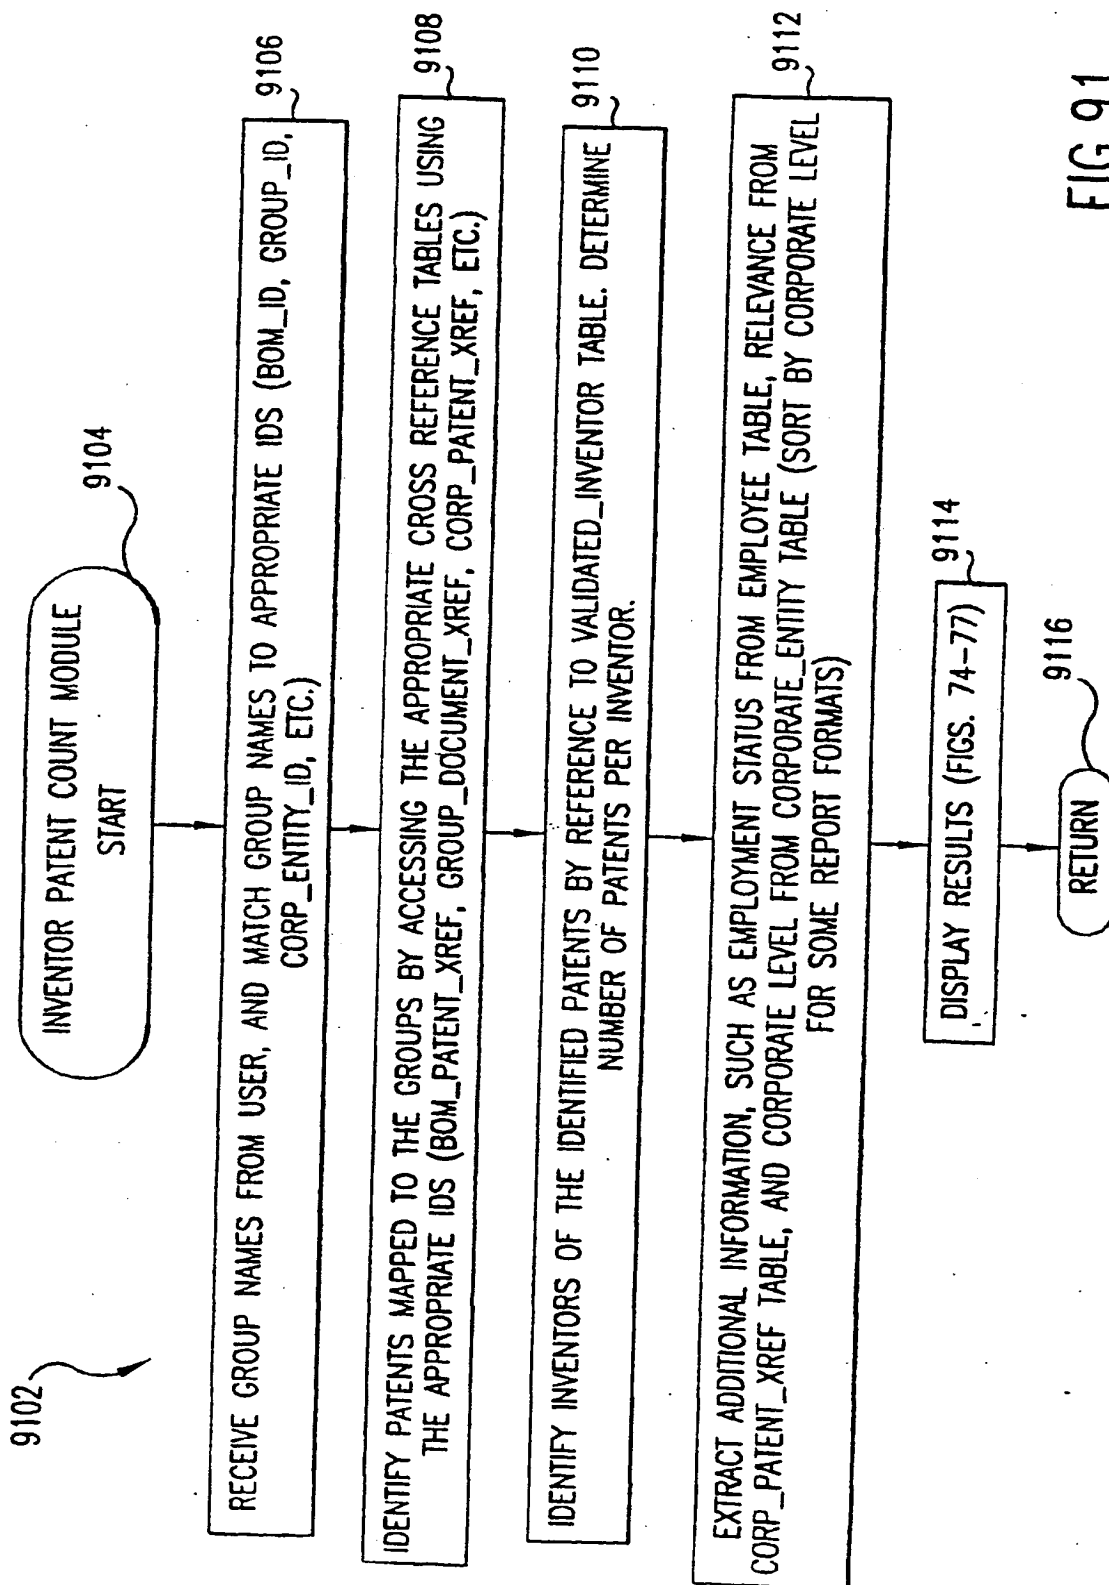 9102
INVENTOR PATENT COUNT MODULE
START
9104
RECEIVE GROUP NAMES FROM USER, AND MATCH GROUP NAMES TO APPROPRIATE IDS (BOM_ID, GROUP_ID,
CORP_ENTITY_ID, ETC.)
9106
IDENTIFY PATENTS MAPPED TO THE GROUPS BY ACCESSING THE APPROPRIATE CROSS REFERENCE TABLES USING
THE APPROPRIATE IDS (BOM_PATENT_XREF, GROUP_DOCUMENT_XREF, CORP_PATENT_XREF, ETC.)
9108
IDENTIFY INVENTORS OF THE IDENTIFIED PATENTS BY REFERENCE TO VALIDATED_INVENTOR TABLE. DETERMINE
NUMBER OF PATENTS PER INVENTOR.
9110
EXTRACT ADDITIONAL INFORMATION, SUCH AS EMPLOYMENT STATUS FROM EMPLOYEE TABLE, RELEVANCE FROM
CORP_PATENT_XREF TABLE, AND CORPORATE LEVEL FROM CORPORATE_ENTITY TABLE (SORT BY CORPORATE LEVEL
FOR SOME REPORT FORMATS)
9112
DISPLAY RESULTS (FIGS. 74-77)
9114
RETURN
9116
FIG.91